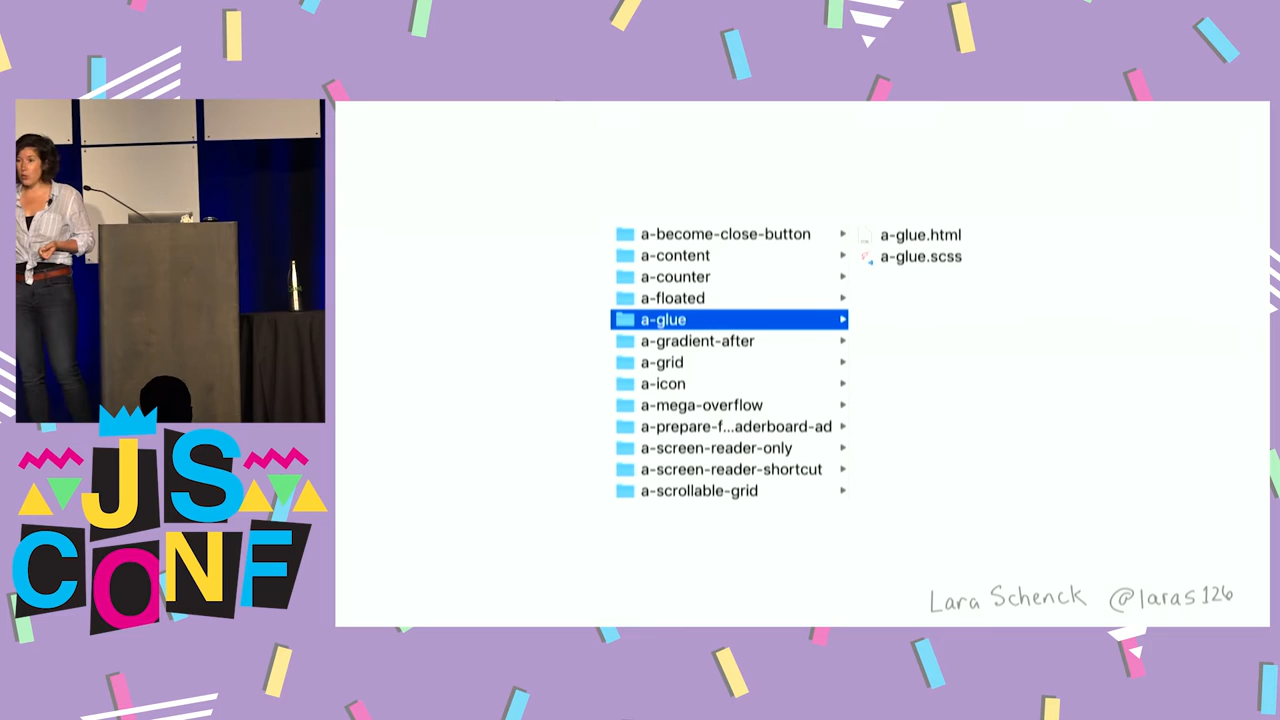 JS
CONF
a-become-close-button
a-content
a-counter
a-floated
a-glue
a-gradient-after
a-grid
a-icon
a-mega-overflow
a-prepare-f...aderboard-ad
a-screen-reader-only
a-screen-reader-shortcut
a-scrollable-grid
a-glue.html
a-glue.scss
Lara Schenck @laras126